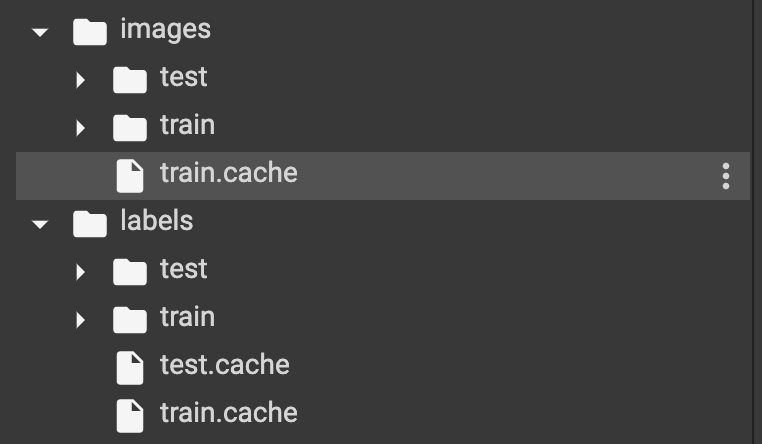 images
test
train
train.cache
labels
test
train
test.cache
train.cache